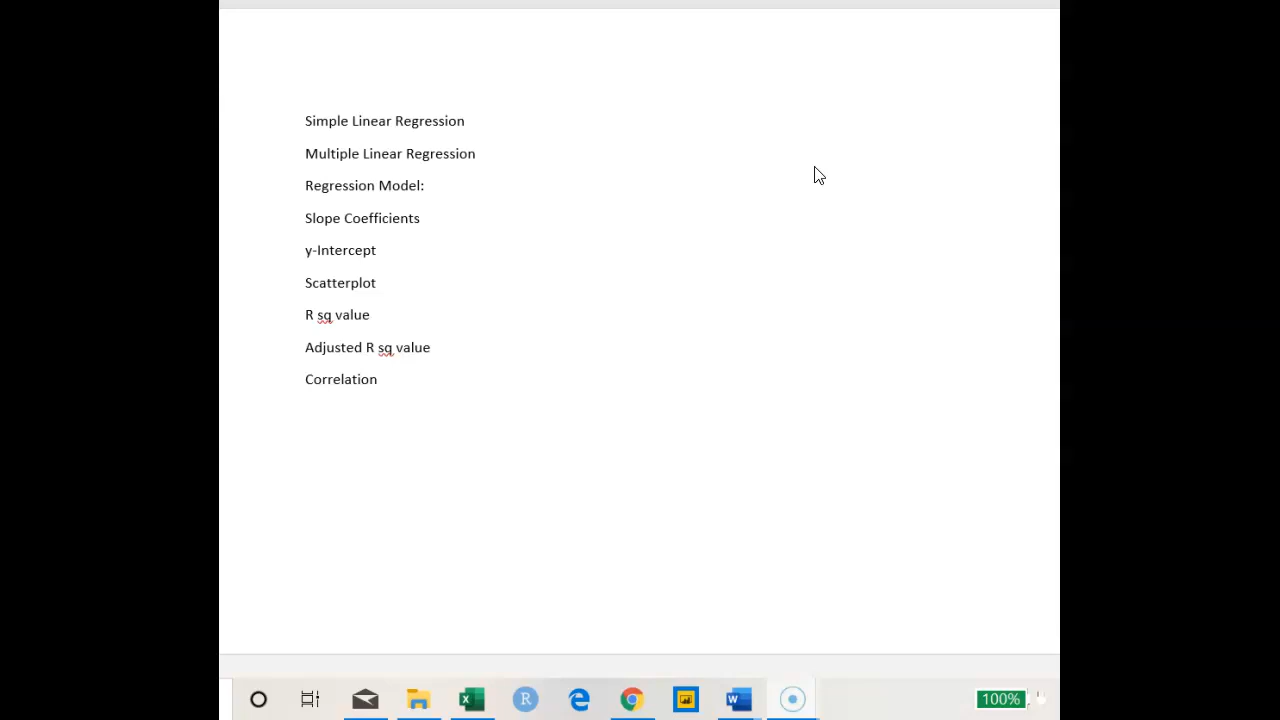 Simple Linear Regression
Multiple Linear Regression
Regression Model:
Slope Coefficients
y-Intercept
Scatterplot
R sq value
Adjusted R sq value
Correlation
R
100%